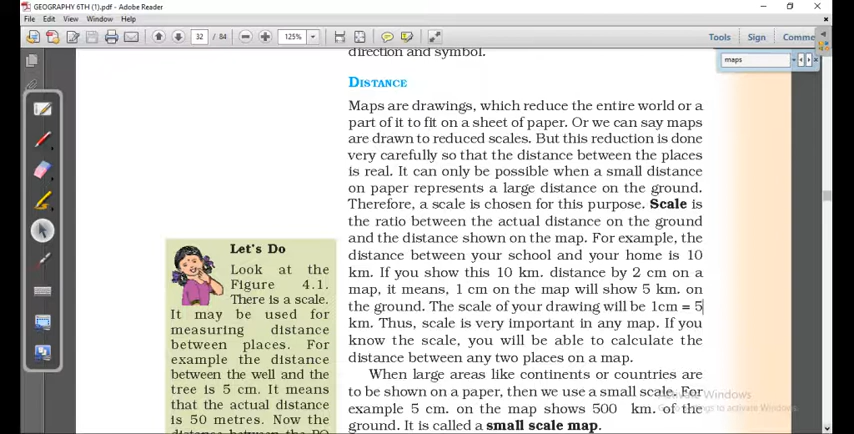 GEOGRAPHY 6TH (1).pdf - Adobe Reader
File Edit View Window Help
32 / 84 125% Tools Sign Comme
maps
direction and symbol.
DISTANCE
Maps are drawings, which reduce the entire world or a
part of it to fit on a sheet of paper. Or we can say maps
are drawn to reduced scales. But this reduction is done
very carefully so that the distance between the places
is real. It can only be possible when a small distance
on paper represents a large distance on the ground.
Therefore, a scale is chosen for this purpose. Scale is
the ratio between the actual distance on the ground
and the distance shown on the map. For example, the
distance between your school and your home is 10
km. If you show this 10 km. distance by 2 cm on a
map, it means, 1 cm on the map will show 5 km. on
the ground. The scale of your drawing will be 1cm = 5
km. Thus, scale is very important in any map. If you
know the scale, you will be able to calculate the
distance between any two places on a map.
When large areas like continents or countries are
to be shown on a paper, then we use a small scale. For
example 5 cm. on the map shows 500 km. of the
ground. It is called a small scale map.
Let's Do
Look at the
Figure 4.1.
There is a scale.
It may be used for
measuring distance
between places. For
example the distance
between the well and the
tree is 5 cm. It means
that the actual distance
is 50 metres. Now the
distance between the PO
Activate Windows
Go to Settings to activate Windows.